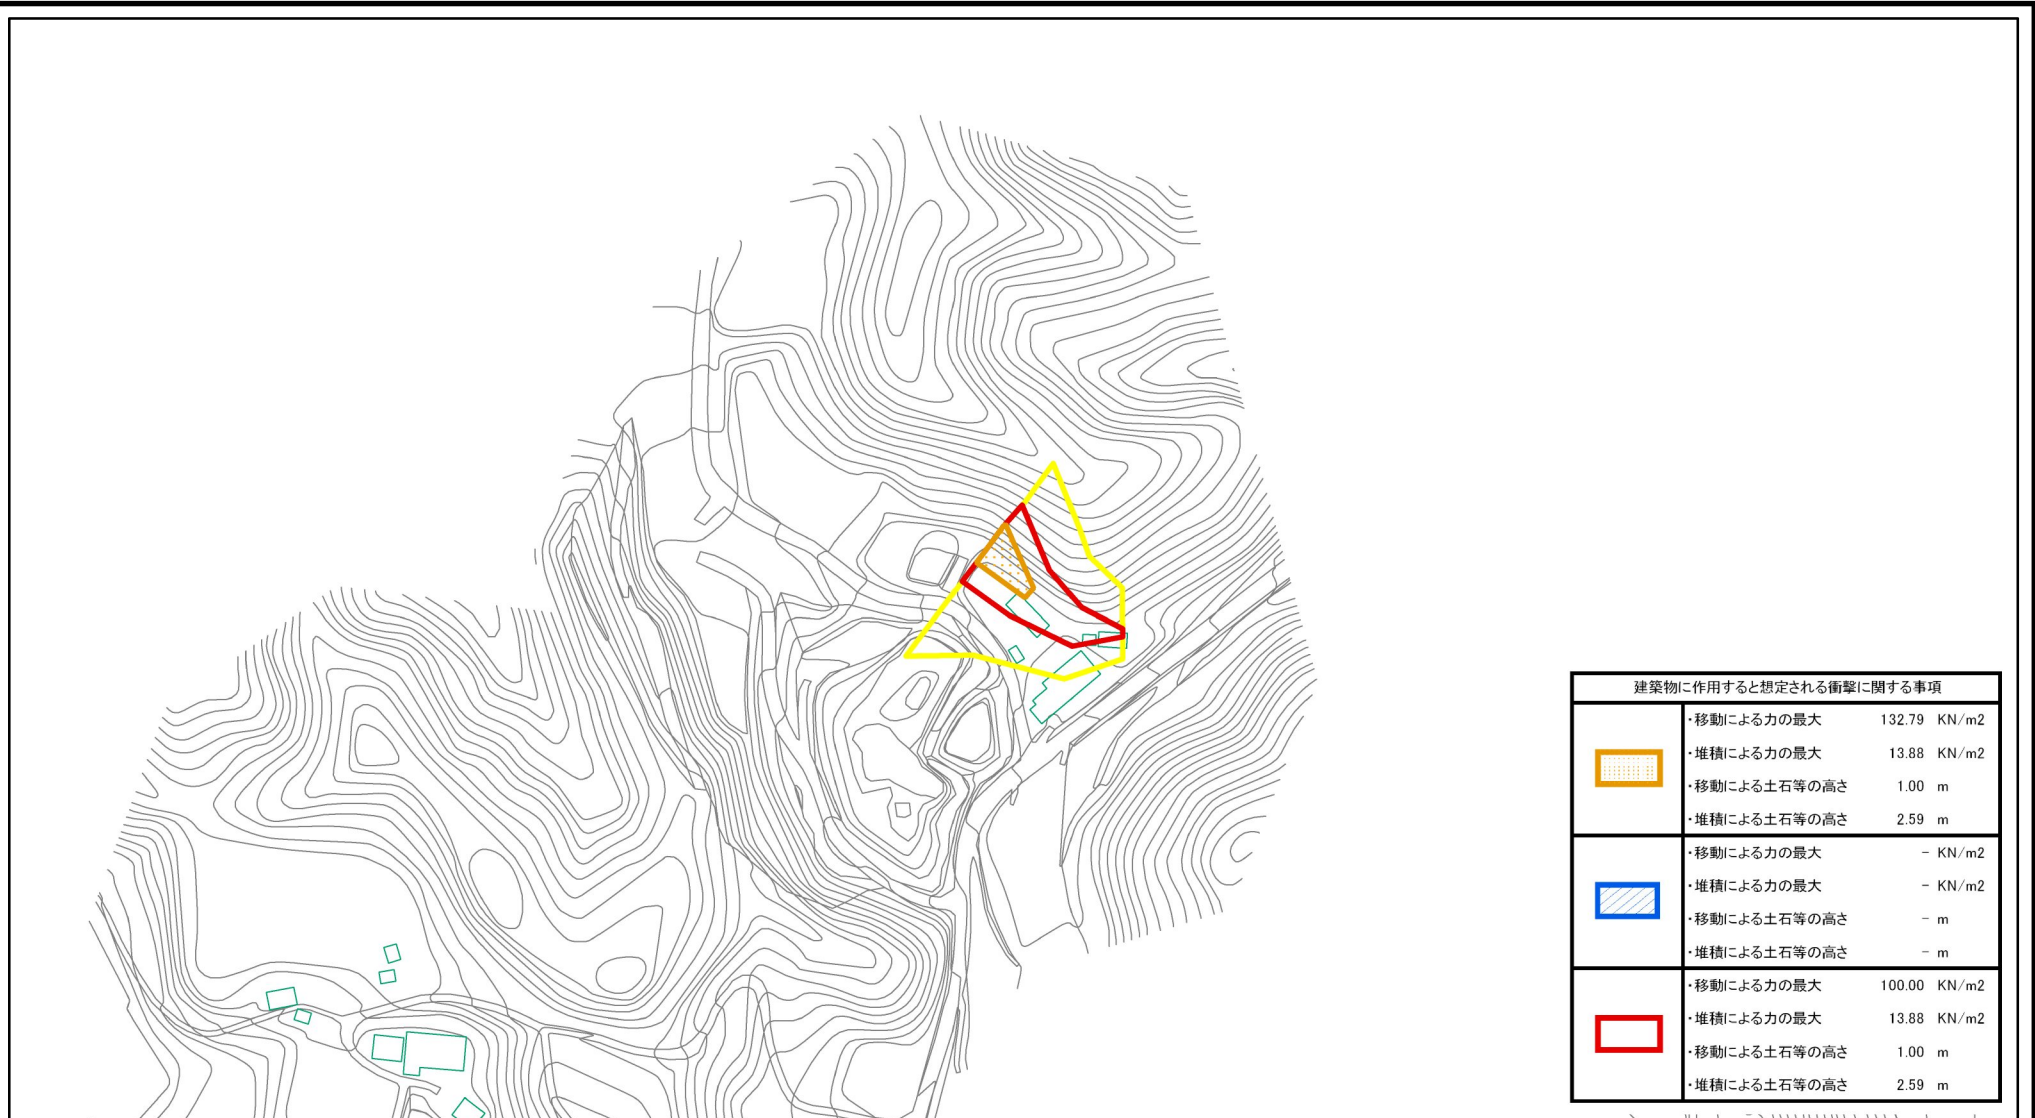 建築物に作用すると想定される衝撃に関する事項
・移動による力の最大 132.79 KN/m2
・堆積による力の最大 13.88 KN/m2
・移動による土石等の高さ 1.00 m
・堆積による土石等の高さ 2.59 m
・移動による力の最大 - KN/m2
・堆積による力の最大 - KN/m2
・移動による土石等の高さ - m
・堆積による土石等の高さ - m
・移動による力の最大 100.00 KN/m2
・堆積による力の最大 13.88 KN/m2
・移動による土石等の高さ 1.00 m
・堆積による土石等の高さ 2.59 m